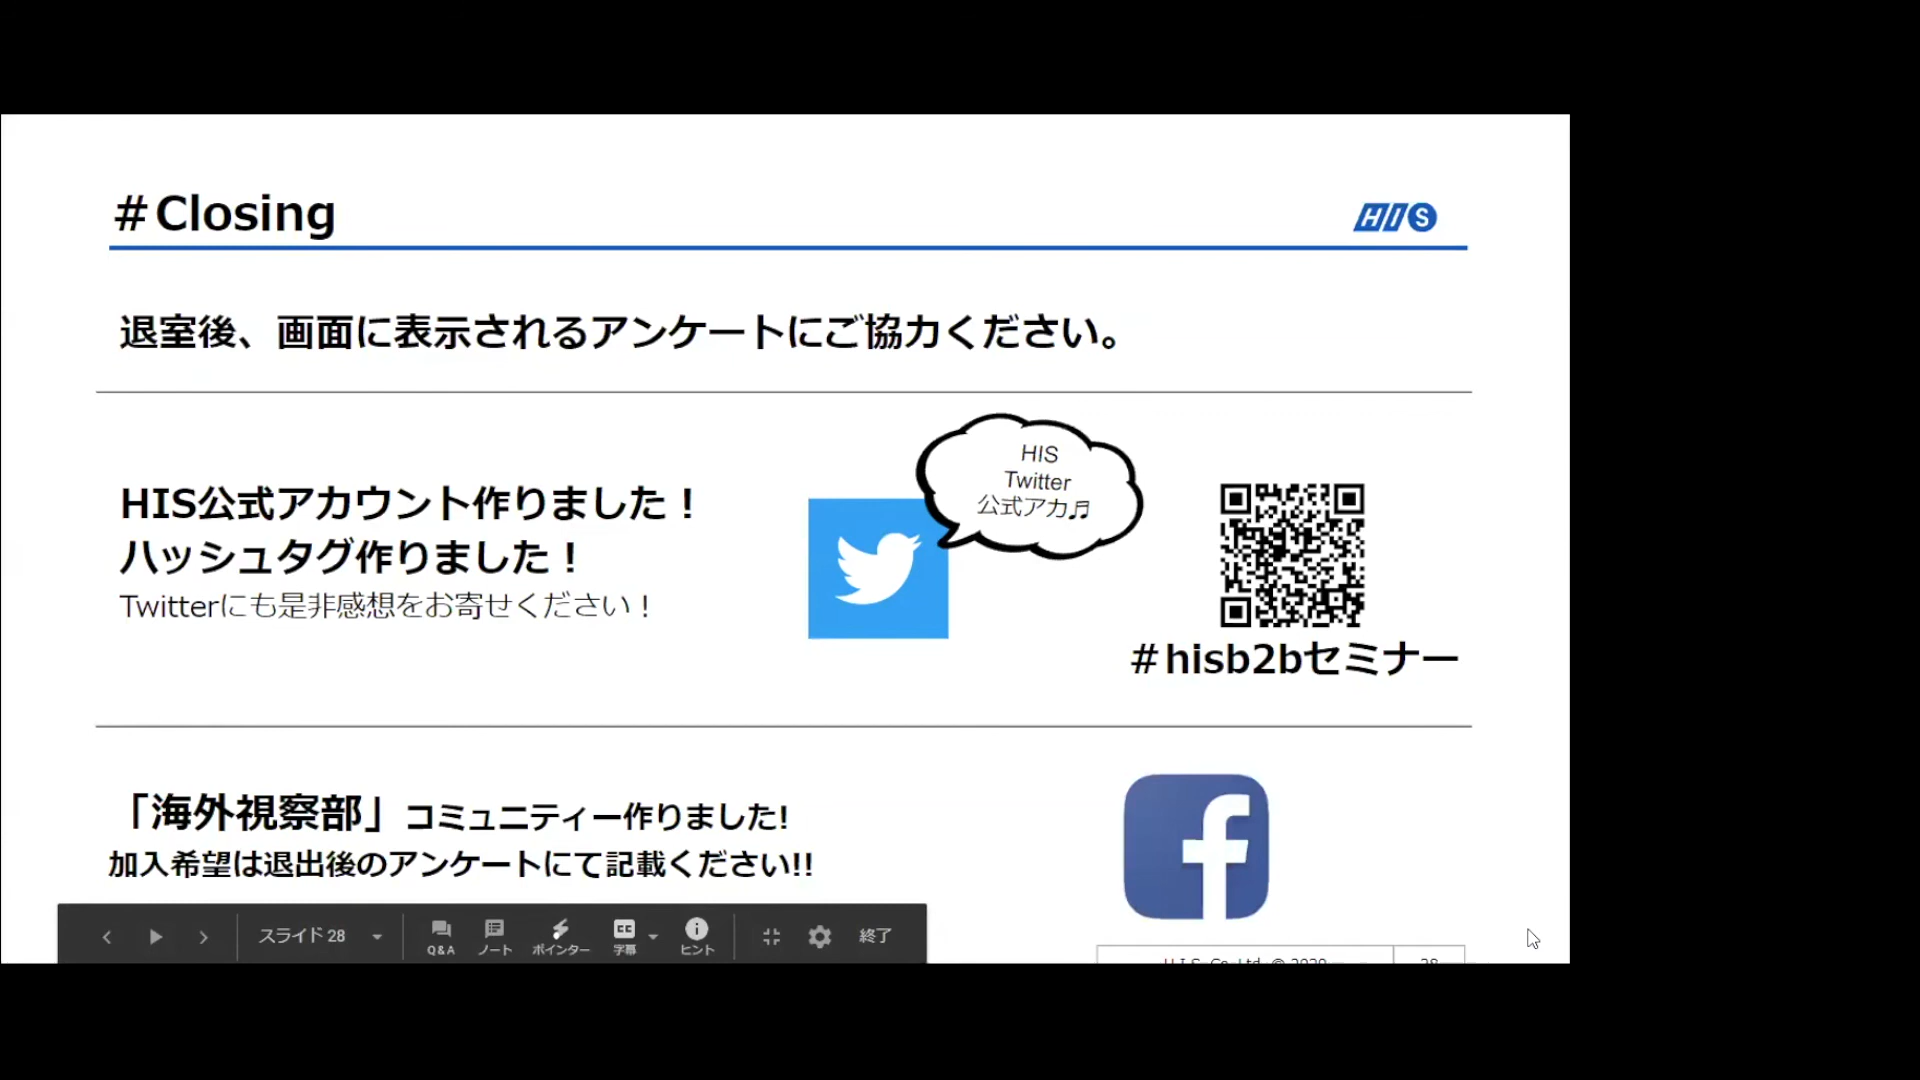 #Closing
HIS
退室後、画面に表示されるアンケートにご協力ください。
HIS
Twitter
公式アカ♬
HIS公式アカウント作りました！
ハッシュタグ作りました！
Twitterにも是非感想をお寄せください！
#hisb2bセミナー
「海外視察部」コミュニティー作りました!
加入希望は退出後のアンケートにて記載ください!!
スライド 28
Q&A
ノート
ポインター
字幕
ヒント
終了
H.I.S. Co. Ltd. © 2020
28